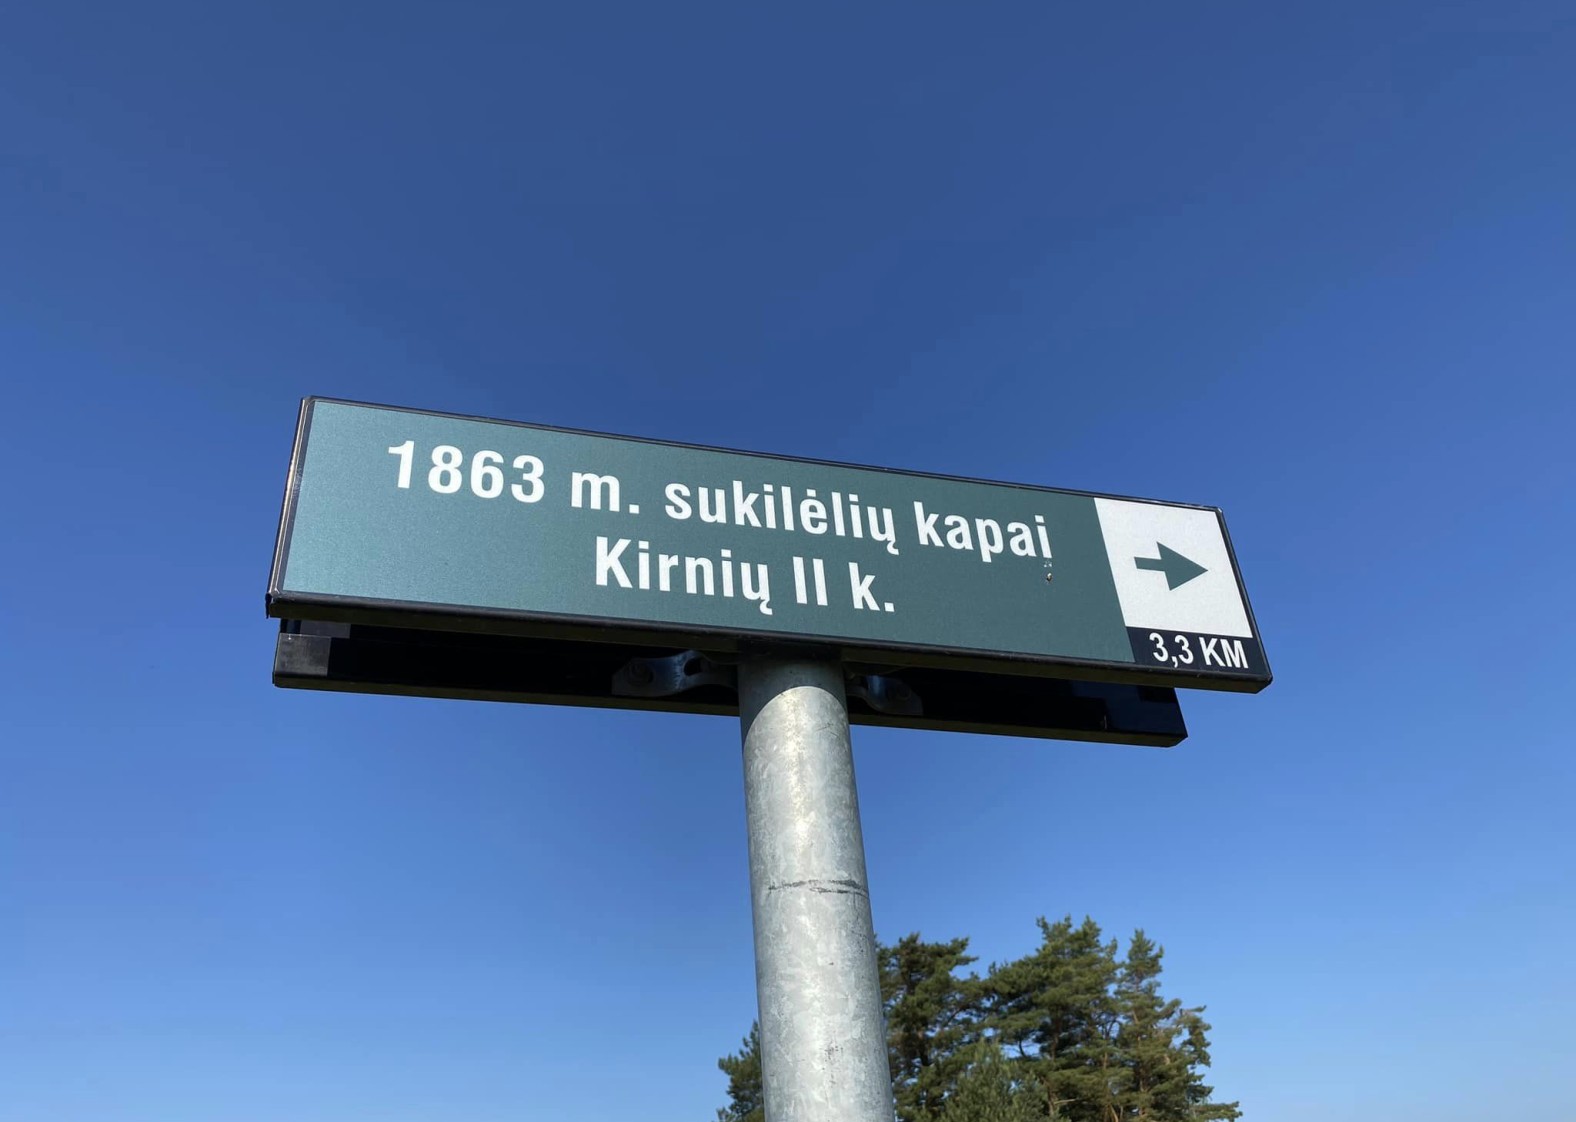 1863 m. sukilėlių kapai
Kirnių II k.
3,3 KM